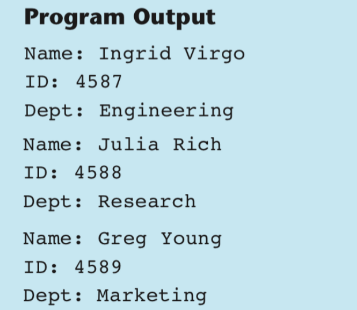 Program Output
Name: Ingrid Virgo
ID: 4587
Dept: Engineering
Name: Julia Rich
ID: 4588
Dept: Research
Name: Greg Young
ID: 4589
Dept: Marketing